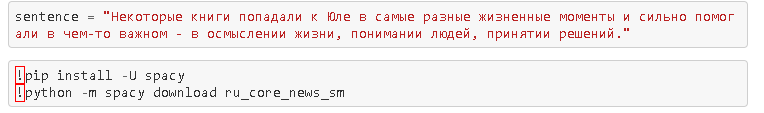 sentence = "Некоторые книги попадали к Юле в самые разные жизненные моменты и сильно помог
али в чем-то важном - в осмыслении жизни, понимании людей, принятии решений."
!pip install -U spacy
!python -m spacy download ru_core_news_sm